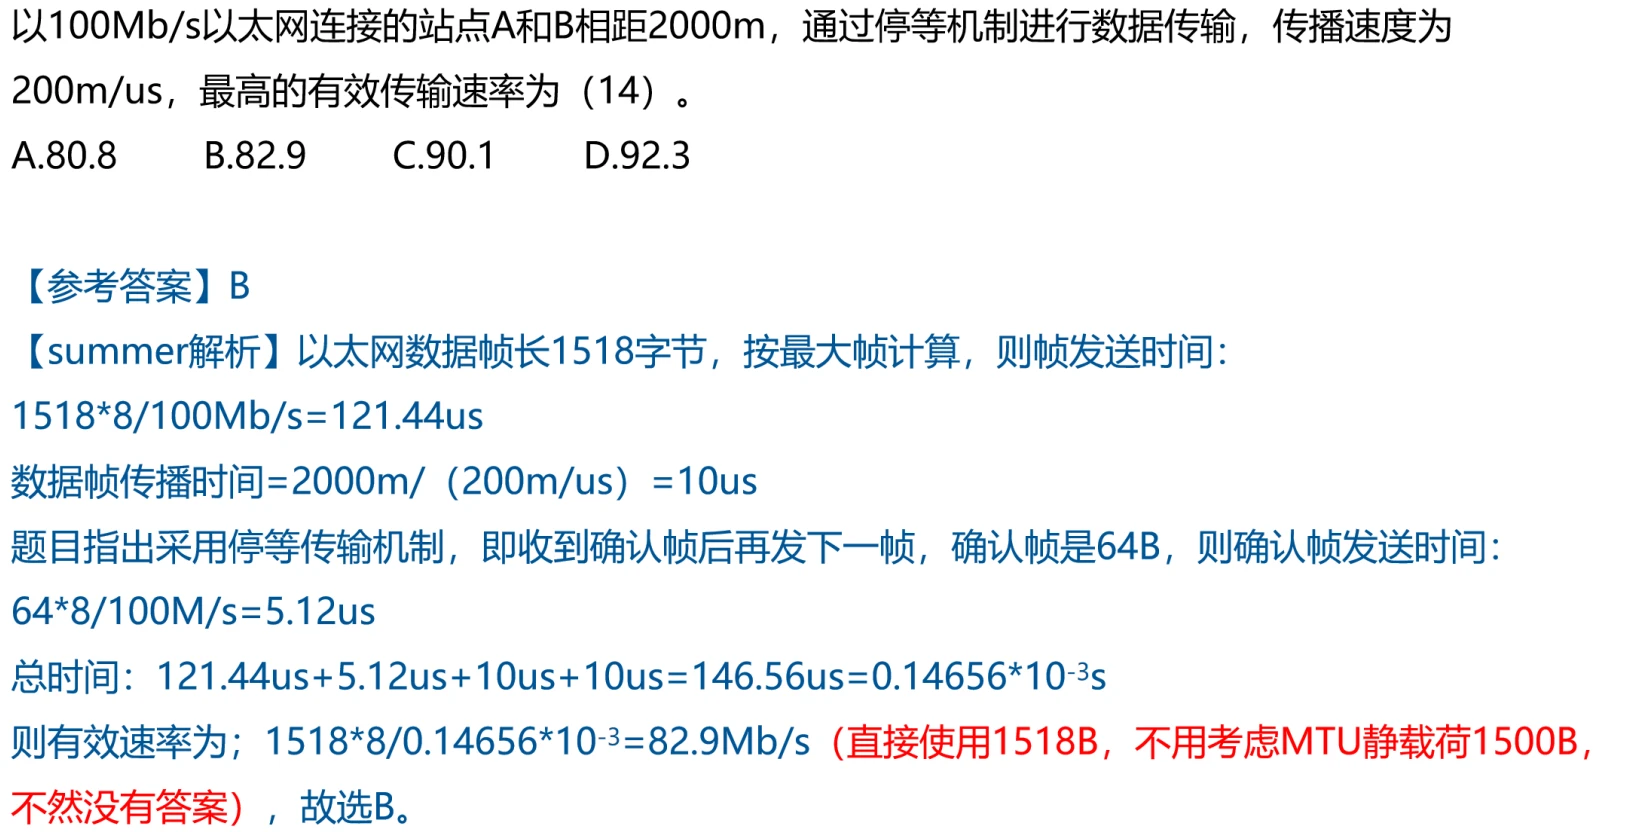 以100Mb/s以太网连接的站点A和B相距2000m，通过停等机制进行数据传输，传播速度为
200m/us，最高的有效传输速率为（14）。
A.80.8 B.82.9 C.90.1 D.92.3
【参考答案】B
【summer解析】以太网数据帧长1518字节，按最大帧计算，则帧发送时间：
1518*8/100Mb/s=121.44us
数据帧传播时间=2000m/（200m/us）=10us
题目指出采用停等传输机制，即收到确认帧后再发下一帧，确认帧是64B，则确认帧发送时间：
64*8/100M/s=5.12us
总时间：121.44us+5.12us+10us+10us=146.56us=0.14656*10⁻³s
则有效速率为；1518*8/0.14656*10⁻³=82.9Mb/s（直接使用1518B，不用考虑MTU静载荷1500B，
不然没有答案），故选B。